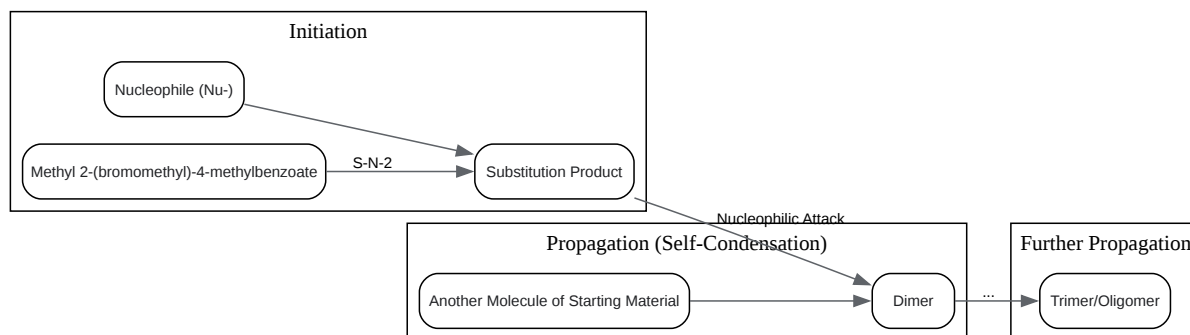 Initiation
Nucleophile (Nu-)
Methyl 2-(bromomethyl)-4-methylbenzoate
S-N-2
Substitution Product
Nucleophilic Attack
Propagation (Self-Condensation)
Another Molecule of Starting Material
Dimer
...
Further Propagation
Trimer/Oligomer